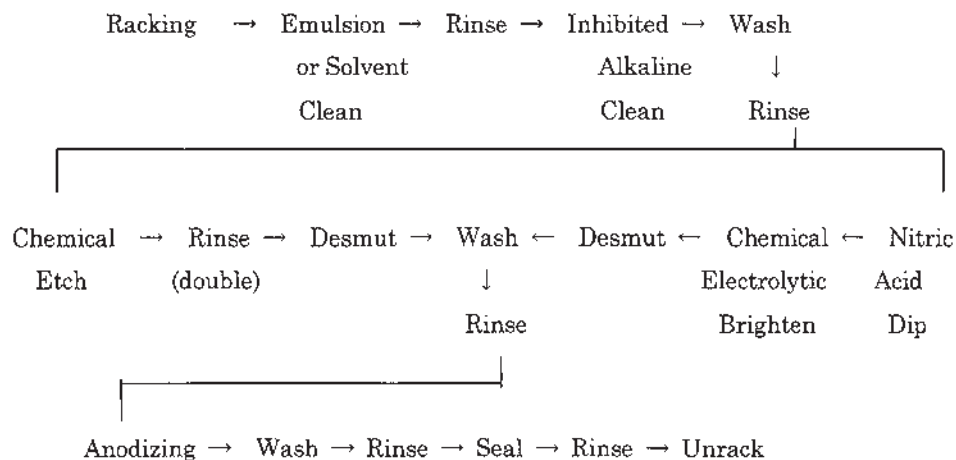 Racking → Emulsion → Rinse → Inhibited → Wash
or Solvent Alkaline ↓
Clean Clean Rinse
Chemical → Rinse → Desmut → Wash ← Desmut ← Chemical ← Nitric
Etch (double) ↓ Electrolytic Acid
Rinse Brighten Dip
Anodizing → Wash → Rinse → Seal → Rinse → Unrack